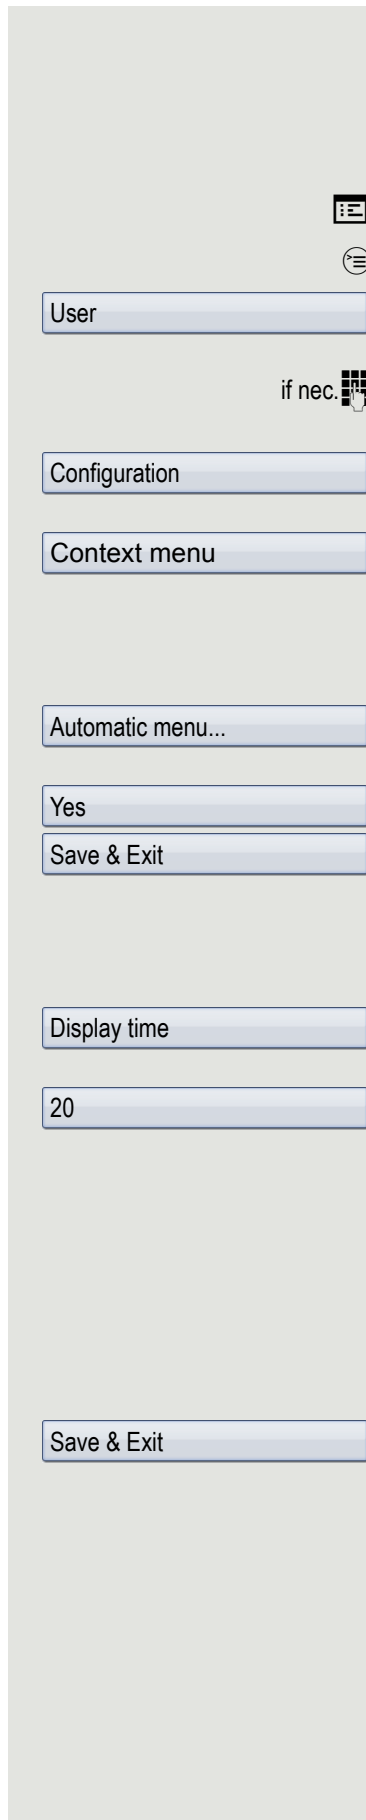 User
if nec.
Configuration
Context menu
Automatic menu...
Yes
Save & Exit
Display time
20
Save & Exit